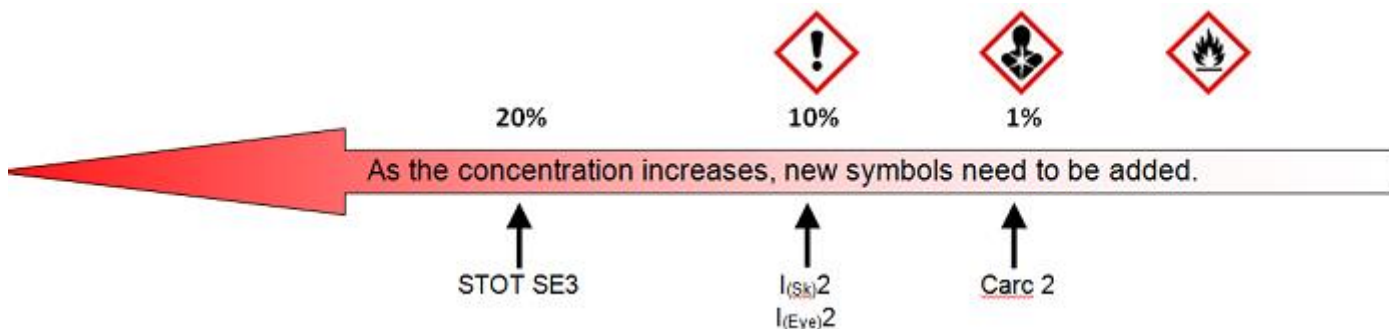 20% 10% 1%
As the concentration increases, new symbols need to be added.
STOT SE3 I(Sk)2 Carc 2
I(Eye)2